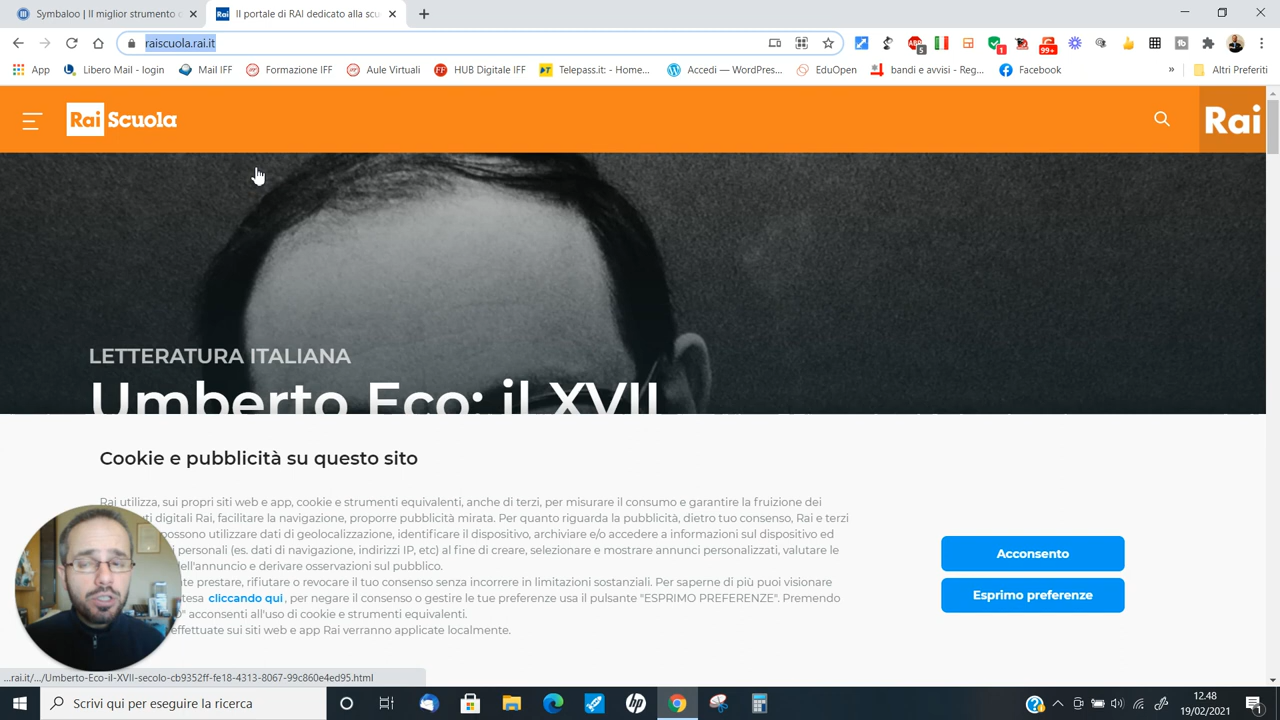 Symbaloo | Il miglior strumento d
Il portale di RAI dedicato alla scu
raiscuola.rai.it
ABP
5
1
99+
App
Libero Mail - login
Mail IFF
Formazione IFF
Aule Virtuali
HUB Digitale IFF
Telepass.it: - Home...
Accedi — WordPres...
EduOpen
bandi e avvisi - Reg...
Facebook
»
Altri Preferiti
Rai Scuola
Rai
LETTERATURA ITALIANA
Umberto Eco: il XVII
Cookie e pubblicità su questo sito
Rai utilizza, sui propri siti web e app, cookie e strumenti equivalenti, anche di terzi, per misurare il consumo e garantire la fruizione dei
digitali Rai, facilitare la navigazione, proporre pubblicità mirata. Per quanto riguarda la pubblicità, dietro tuo consenso, Rai e terzi
possono utilizzare dati di geolocalizzazione, identificare il dispositivo, archiviare e/o accedere a informazioni sul dispositivo ed
personali (es. dati di navigazione, indirizzi IP, etc) al fine di creare, selezionare e mostrare annunci personalizzati, valutare le
dell'annuncio e derivare osservazioni sul pubblico.
prestare, rifiutare o revocare il tuo consenso senza incorrere in limitazioni sostanziali. Per saperne di più puoi visionare
cliccando qui, per negare il consenso o gestire le tue preferenze usa il pulsante "ESPRIMO PREFERENZE". Premendo
acconsenti all'uso di cookie e strumenti equivalenti.
effettuate sui siti web e app Rai verranno applicate localmente.
Acconsento
Esprimo preferenze
...rai.it/.../Umberto-Eco-il-XVII-secolo-cb9352ff-fe18-4313-8067-99c860e4ed95.html
Scrivi qui per eseguire la ricerca
12.48
19/02/2021